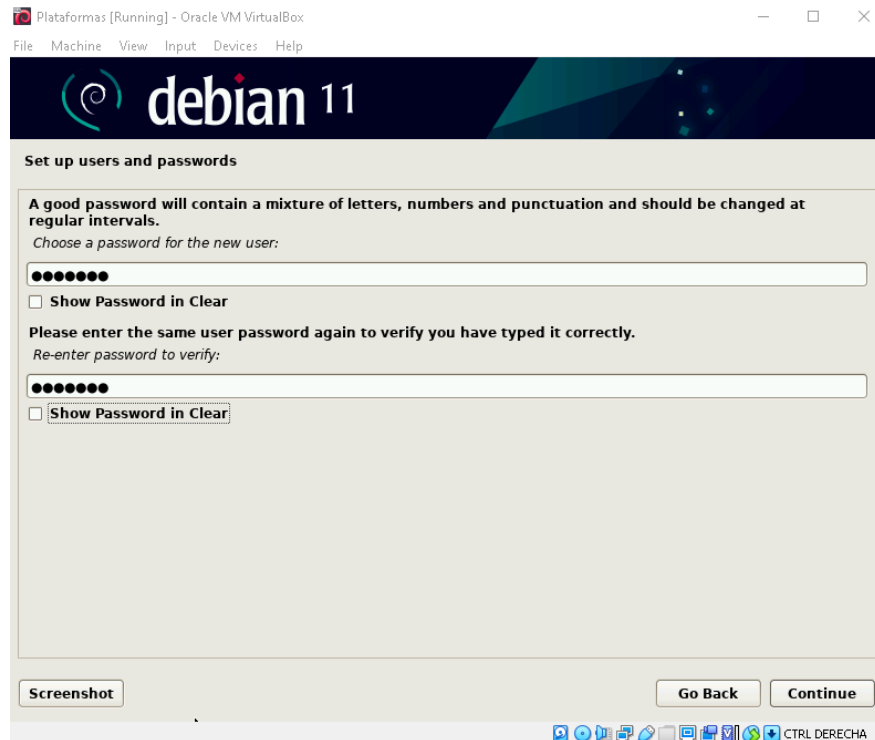 Plataformas [Running] - Oracle VM VirtualBox
File Machine View Input Devices Help
debian 11
Set up users and passwords
A good password will contain a mixture of letters, numbers and punctuation and should be changed at
regular intervals.
Choose a password for the new user:
●●●●●●●
Show Password in Clear
Please enter the same user password again to verify you have typed it correctly.
Re-enter password to verify:
●●●●●●●
Show Password in Clear
Screenshot Go Back Continue
CTRL DERECHA